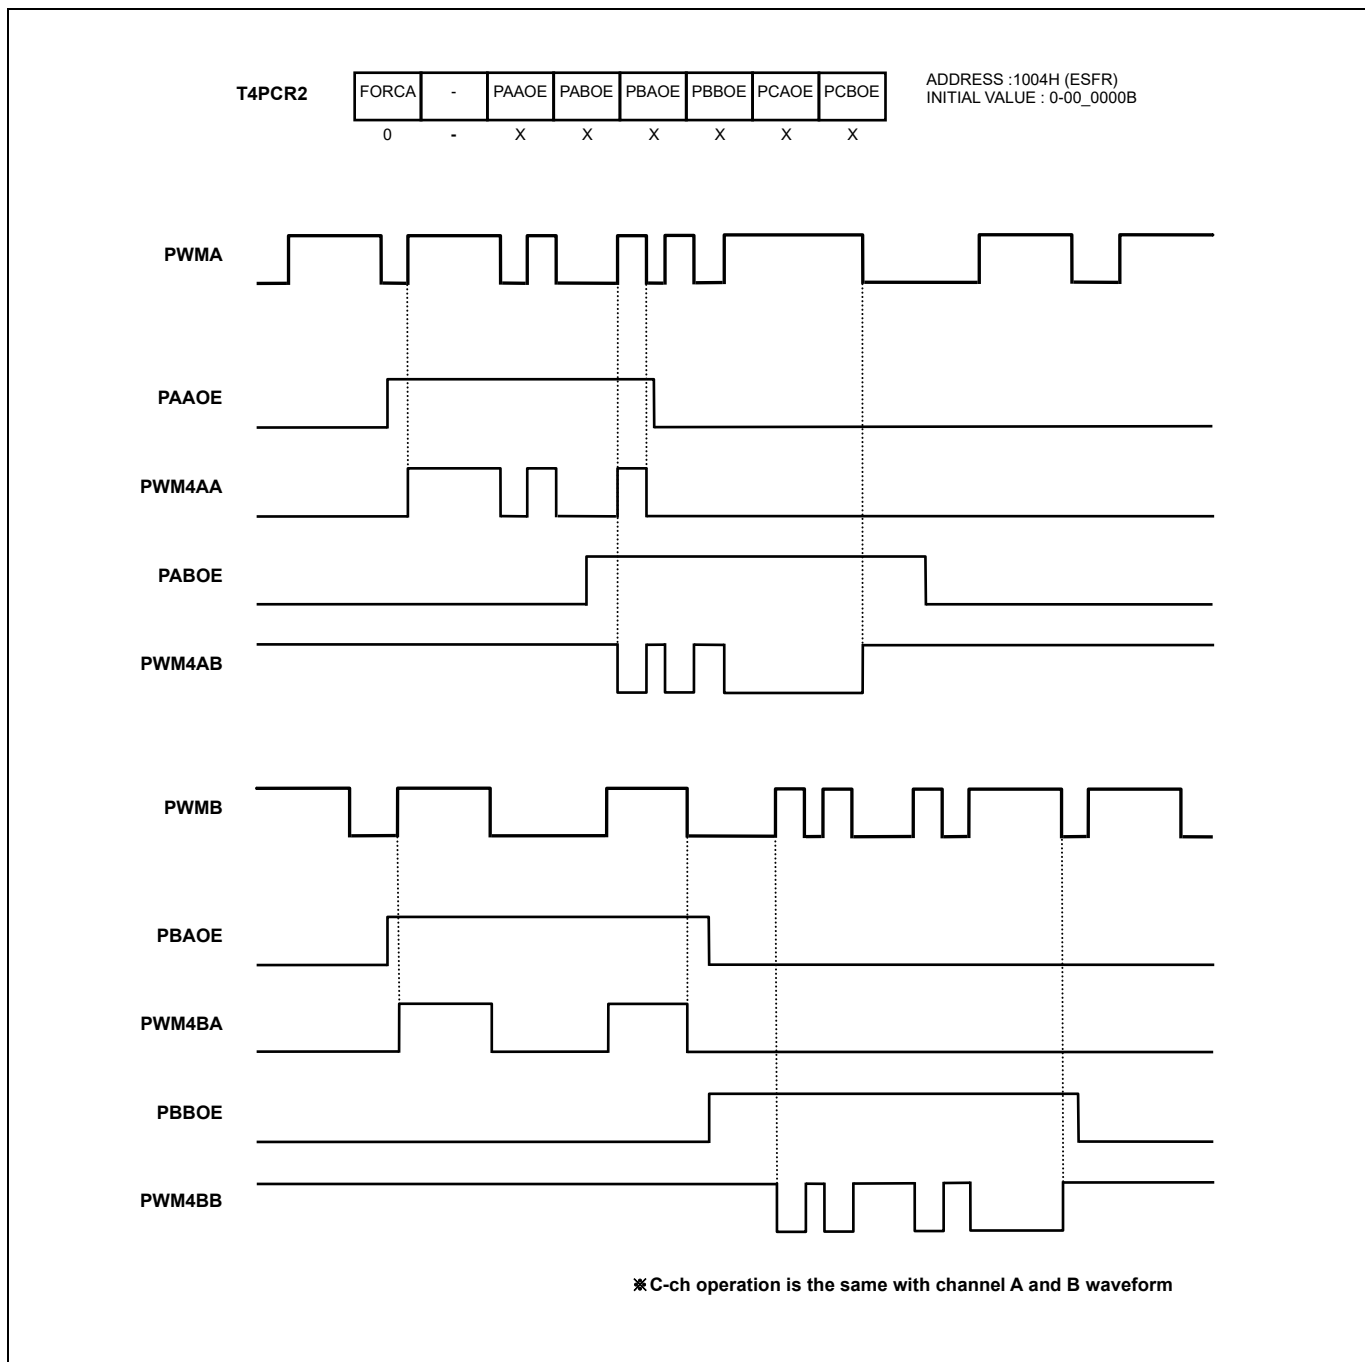 T4PCR2 FORCA - PAAOE PABOE PBAOE PBBOE PCAOE PCBOE
ADDRESS :1004H (ESFR)
INITIAL VALUE : 0-00_0000B
0 - X X X X X X
PWMA
PAAOE
PWM4AA
PABOE
PWM4AB
PWMB
PBAOE
PWM4BA
PBBOE
PWM4BB
※ C-ch operation is the same with channel A and B waveform